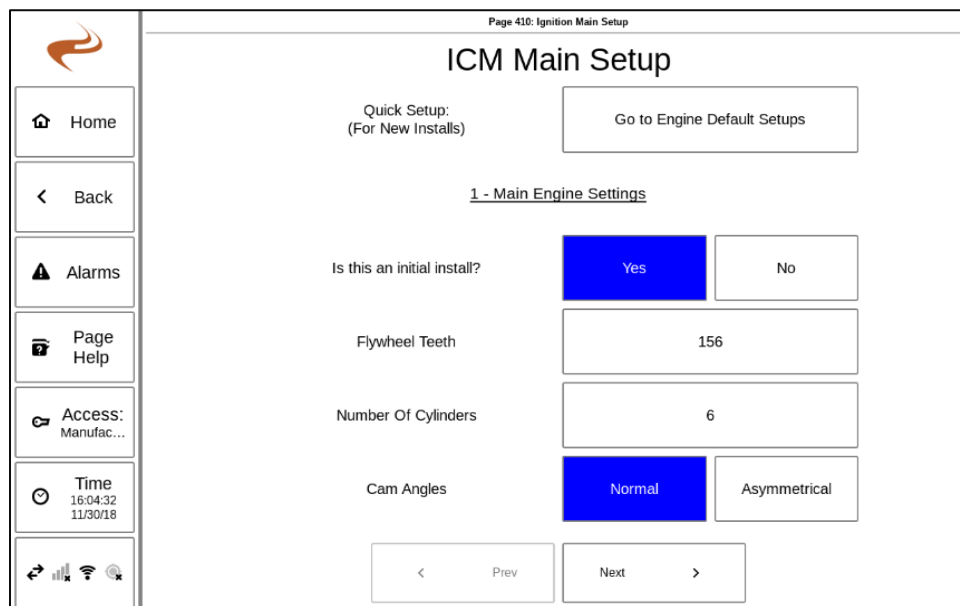 Page 410: Ignition Main Setup
ICM Main Setup
Home
Back
Alarms
Page
Help
Access:
Manufac...
Time
16:04:32
11/30/18
Quick Setup:
(For New Installs)
Go to Engine Default Setups
1 - Main Engine Settings
Is this an initial install?
Yes
No
Flywheel Teeth
156
Number Of Cylinders
6
Cam Angles
Normal
Asymmetrical
< Prev
Next >